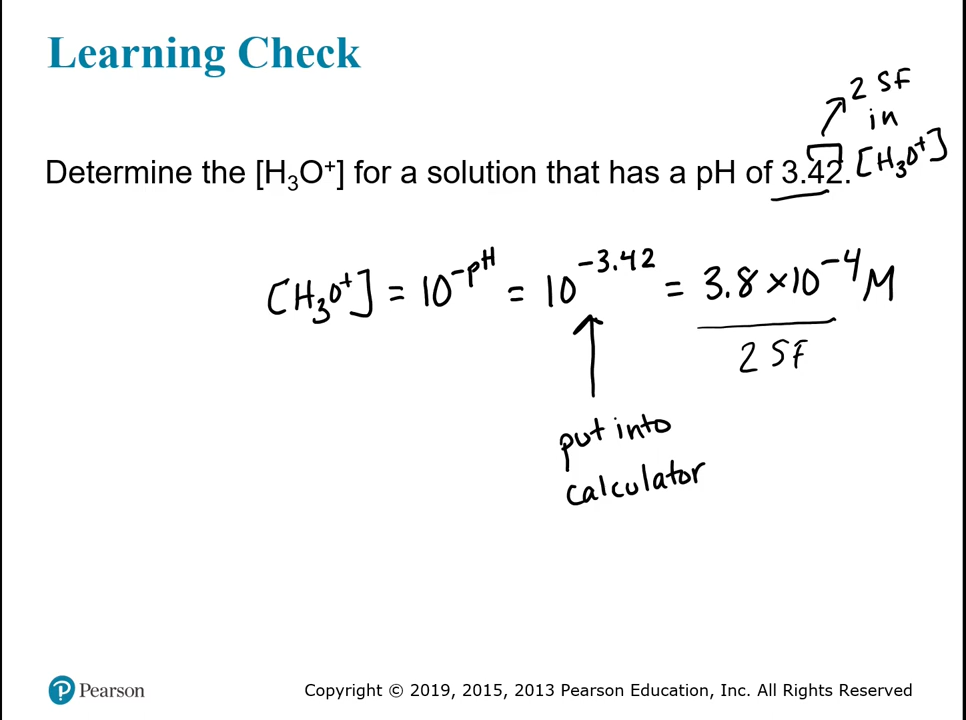 Learning Check
2 SF
in
[H₃O⁺]
Determine the [H₃O⁺] for a solution that has a pH of 3.42.
[H₃O⁺] = 10⁻ᵖᴴ = 10⁻³·⁴² = 3.8 × 10⁻⁴ M
2 SF
put into
calculator
Pearson
Copyright © 2019, 2015, 2013 Pearson Education, Inc. All Rights Reserved